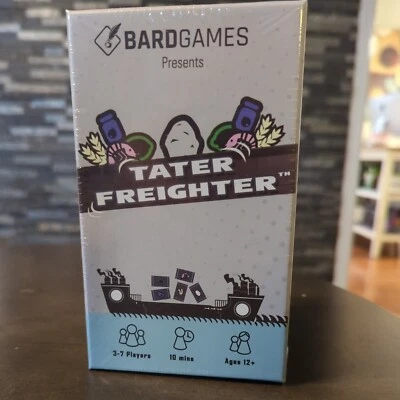 BARDGAMES
Presents
TATER
FREIGHTER™
3-7 Players
10 mins
Ages 12+